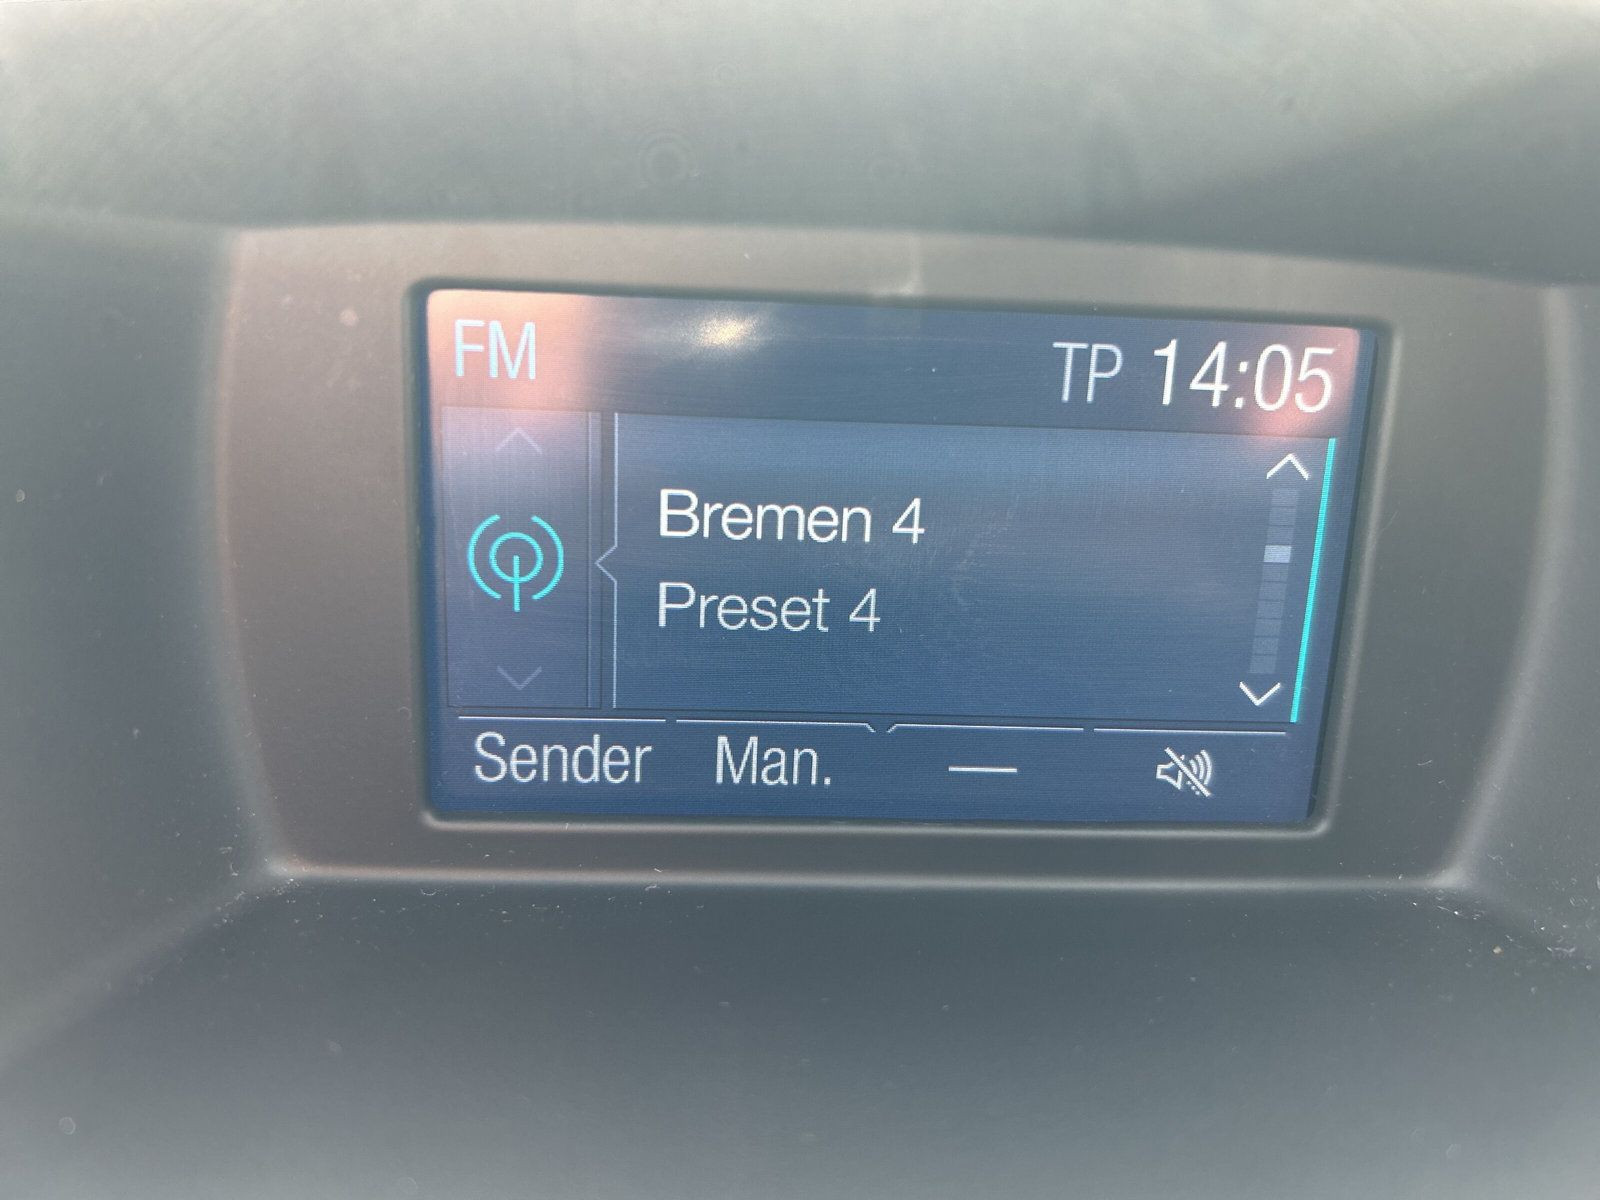 FM TP 14:05
Bremen 4
Preset 4
Sender Man.